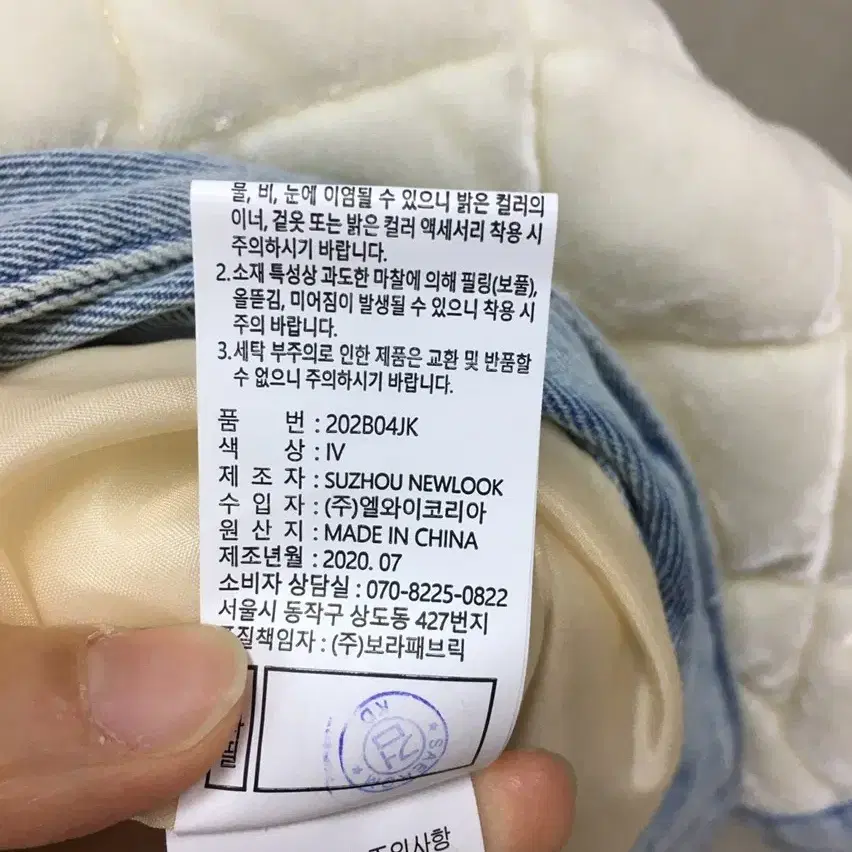 물, 비, 눈에 이염될 수 있으니 밝은 컬러의
이너, 겉옷 또는 밝은 컬러 액세서리 착용 시
주의하시기 바랍니다.
2. 소재 특성상 과도한 마찰에 의해 필링(보풀),
올뜯김, 미어짐이 발생될 수 있으니 착용 시
주의 바랍니다.
3. 세탁 부주의로 인한 제품은 교환 및 반품할
수 없으니 주의하시기 바랍니다.
품 번 : 202B04JK
색 상 : IV
제 조 자 : SUZHOU NEWLOOK
수 입 자 : (주)엘와이코리아
원 산 지 : MADE IN CHINA
제조년월 : 2020. 07
소비자 상담실 : 070-8225-0822
서울시 동작구 상도동 427번지
품질책임자 : (주)보라패브릭
KD
주의사항